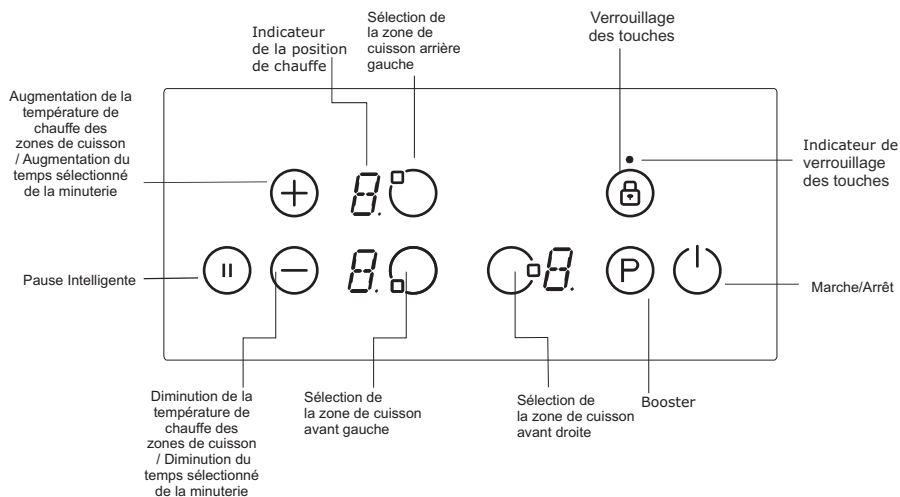 Indicateur
de la position
de chauffe
Sélection de
la zone de
cuisson arrière
gauche
Verrouillage
des touches
Augmentation de la
température de
chauffe des
zones de cuisson
/ Augmentation du
temps sélectionné
de la minuterie
Indicateur de
verrouillage
des touches
8.
8.
8.
P
Pause Intelligente
Marche/Arrêt
Diminution de la
température de
chauffe des
zones de cuisson
/ Diminution du
temps sélectionné
de la minuterie
Sélection de
la zone de cuisson
avant gauche
Sélection de
la zone de cuisson
avant droite
Booster